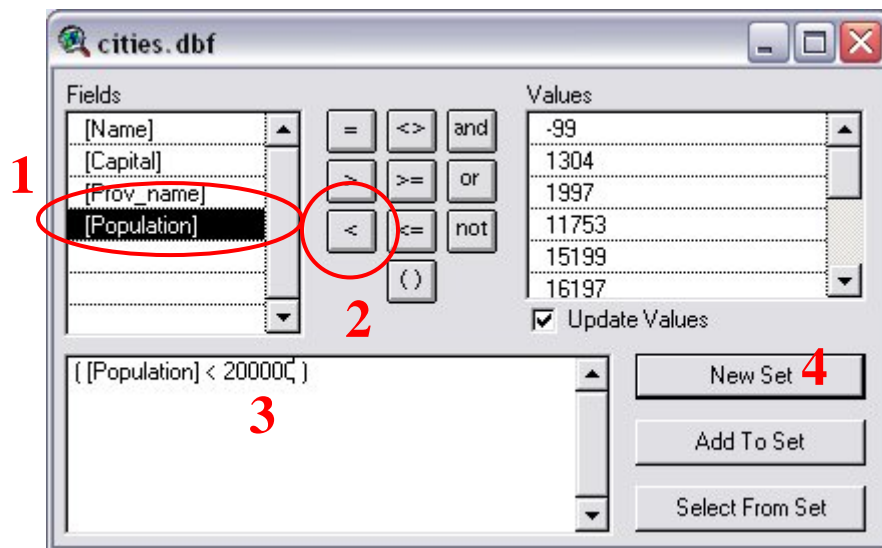 cities.dbf
Fields
Values
[Name]
[Capital]
[Prov_name]
[Population]
1
= <> and
> >= or
< <= not
( )
2
-99
1304
1997
11753
15199
16197
Update Values
( [Population] < 200000 )
3
New Set 4
Add To Set
Select From Set